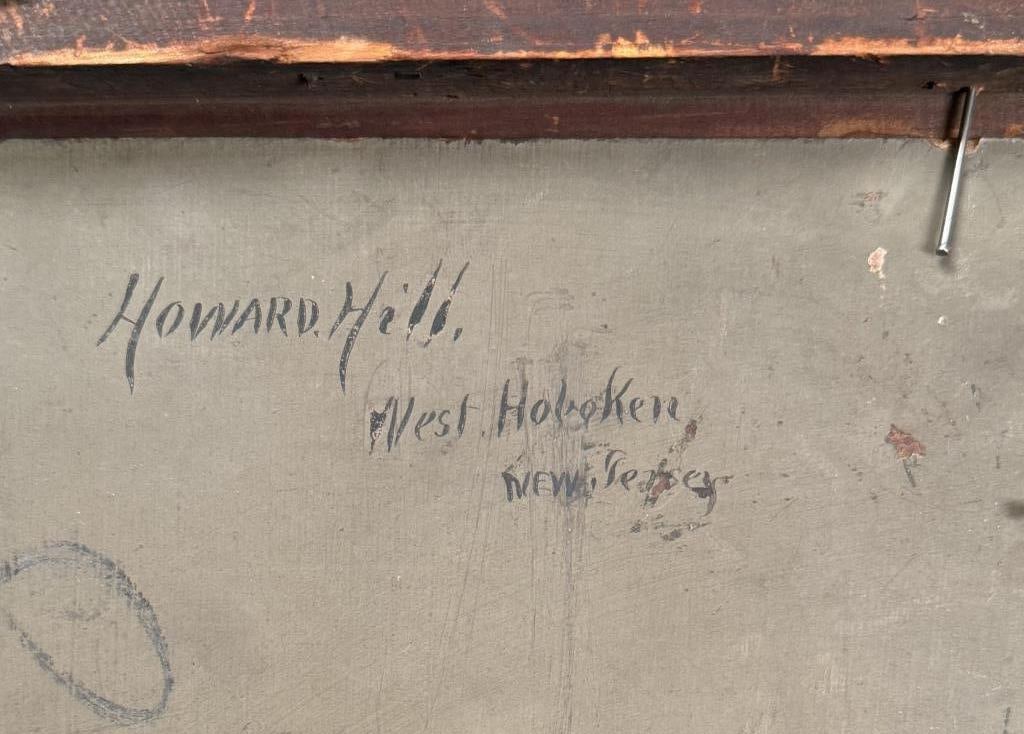 HOWARD. Hill.
West. Hoboken,
NEW. Jersey